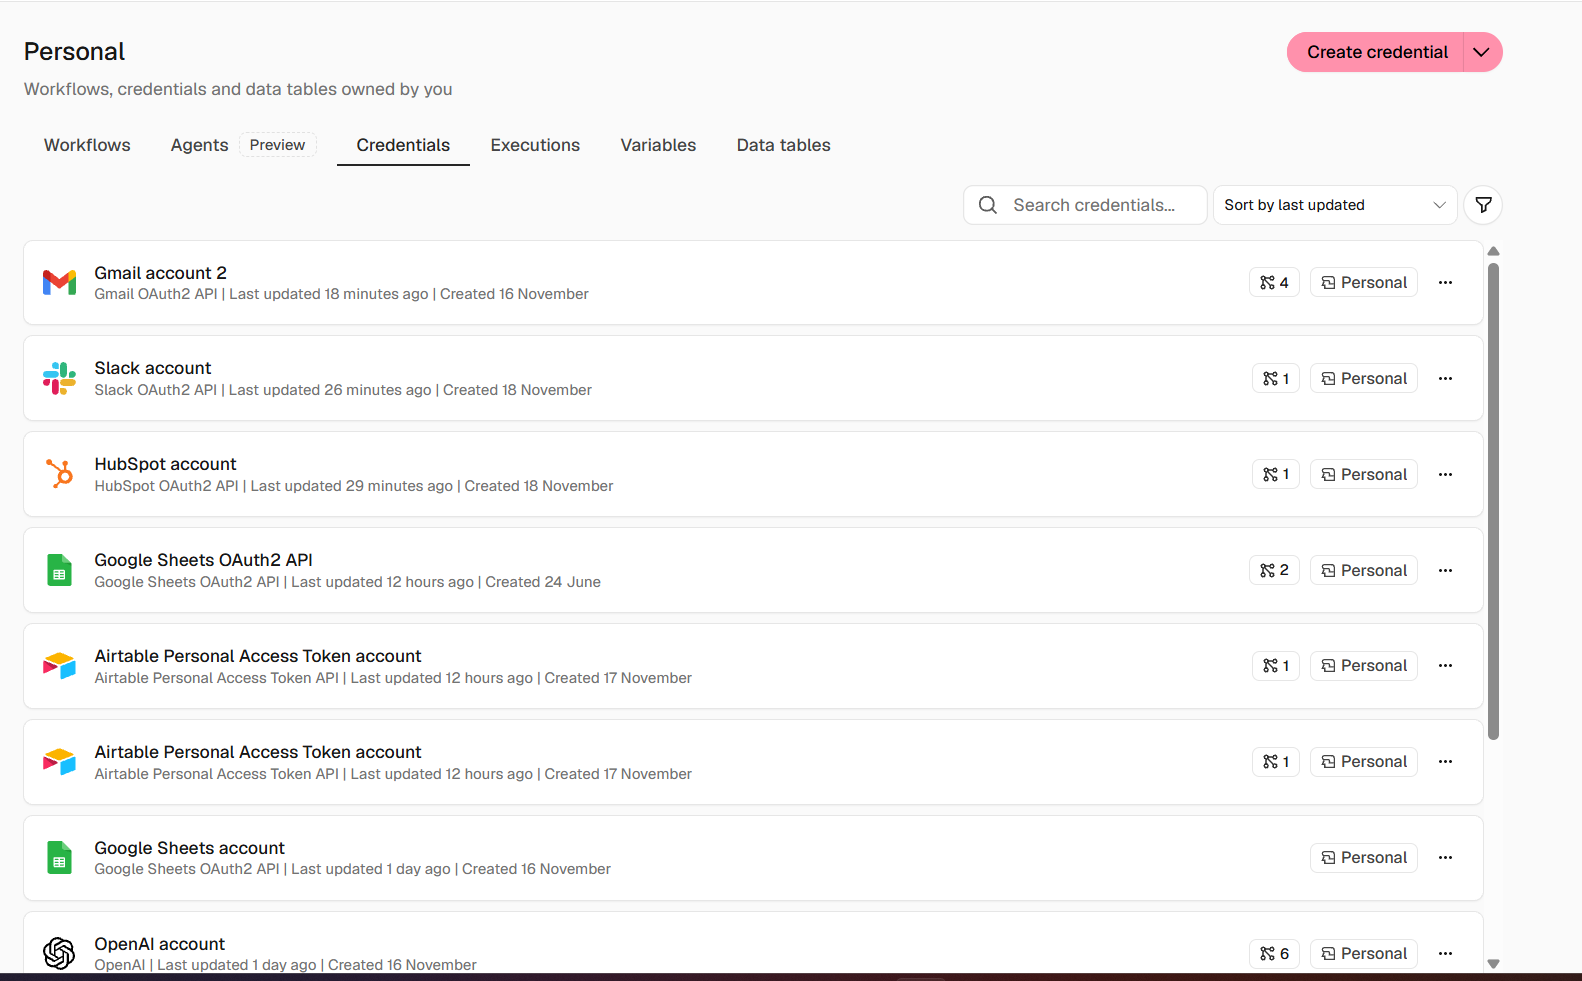 Personal
Create credential
Workflows, credentials and data tables owned by you
Workflows Agents Preview Credentials Executions Variables Data tables
Search credentials... Sort by last updated
Gmail account 2
Gmail OAuth2 API | Last updated 18 minutes ago | Created 16 November
4 Personal
Slack account
Slack OAuth2 API | Last updated 26 minutes ago | Created 18 November
1 Personal
HubSpot account
HubSpot OAuth2 API | Last updated 29 minutes ago | Created 18 November
1 Personal
Google Sheets OAuth2 API
Google Sheets OAuth2 API | Last updated 12 hours ago | Created 24 June
2 Personal
Airtable Personal Access Token account
Airtable Personal Access Token API | Last updated 12 hours ago | Created 17 November
1 Personal
Airtable Personal Access Token account
Airtable Personal Access Token API | Last updated 12 hours ago | Created 17 November
1 Personal
Google Sheets account
Google Sheets OAuth2 API | Last updated 1 day ago | Created 16 November
Personal
OpenAI account
OpenAI | Last updated 1 day ago | Created 16 November
6 Personal